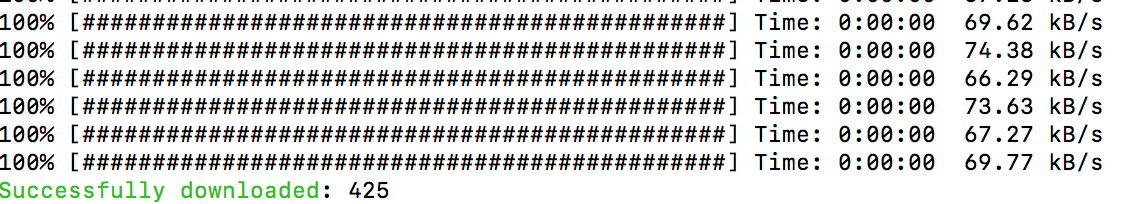 100% [##############################################] Time: 0:00:00  69.62 kB/s
100% [##############################################] Time: 0:00:00  74.38 kB/s
100% [##############################################] Time: 0:00:00  66.29 kB/s
100% [##############################################] Time: 0:00:00  73.63 kB/s
100% [##############################################] Time: 0:00:00  67.27 kB/s
100% [##############################################] Time: 0:00:00  69.77 kB/s
Successfully downloaded: 425